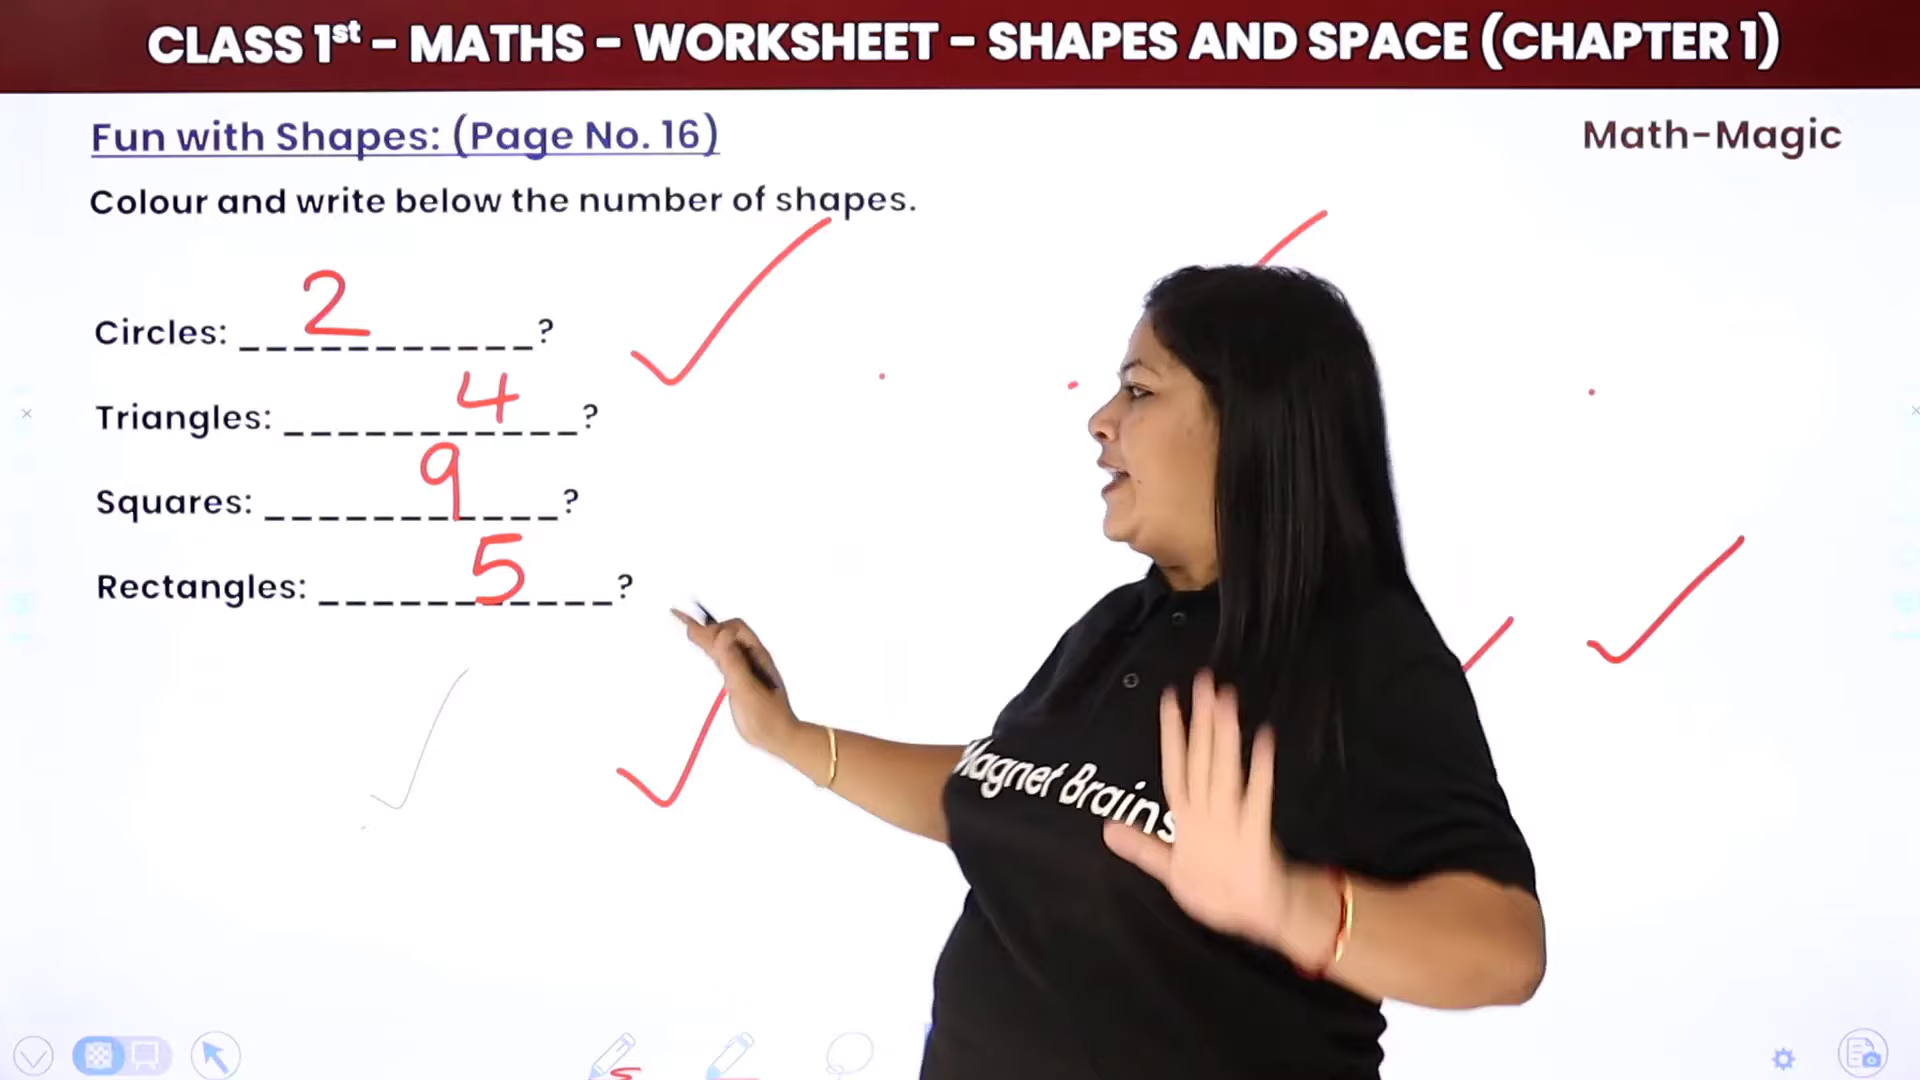 CLASS 1st - MATHS - WORKSHEET - SHAPES AND SPACE (CHAPTER 1)
Fun with Shapes: (Page No. 16)
Math-Magic
Colour and write below the number of shapes.
Circles: 2 ?
Triangles: 4 ?
Squares: 9 ?
Rectangles: 5 ?
Magnet Brains